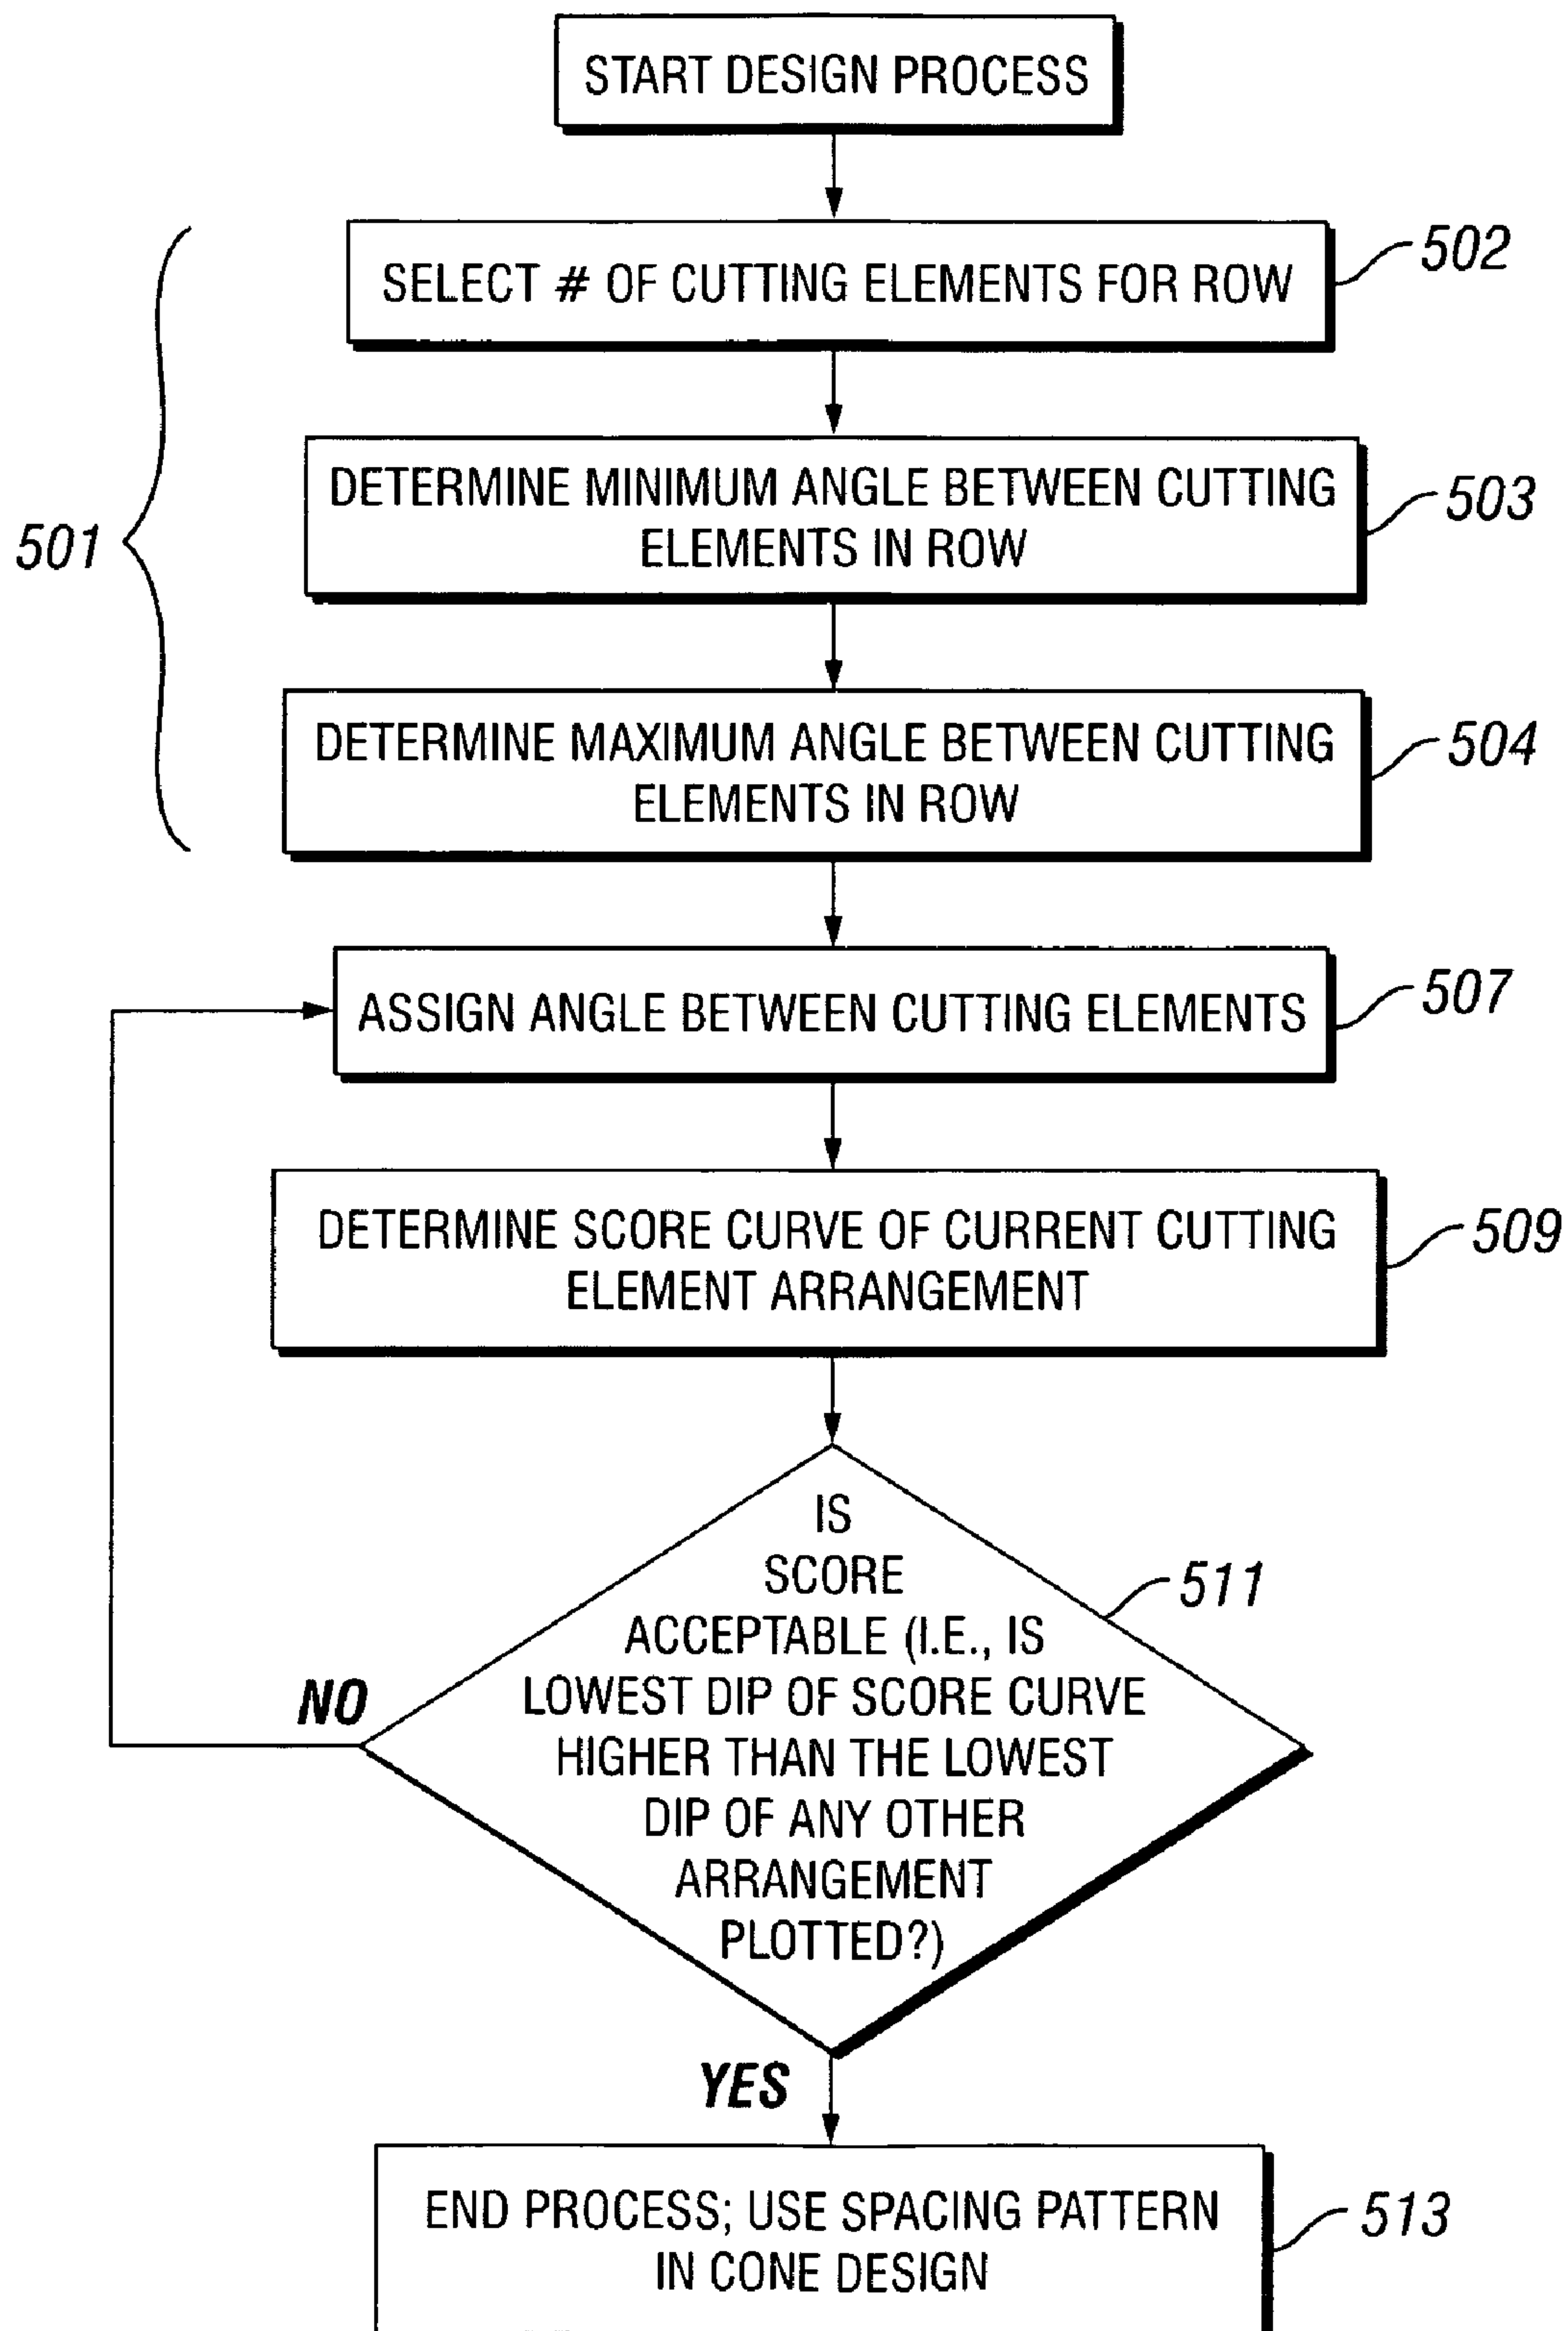 START DESIGN PROCESS
SELECT # OF CUTTING ELEMENTS FOR ROW
502
DETERMINE MINIMUM ANGLE BETWEEN CUTTING
ELEMENTS IN ROW
503
501
DETERMINE MAXIMUM ANGLE BETWEEN CUTTING
ELEMENTS IN ROW
504
ASSIGN ANGLE BETWEEN CUTTING ELEMENTS
507
DETERMINE SCORE CURVE OF CURRENT CUTTING
ELEMENT ARRANGEMENT
509
IS
SCORE
ACCEPTABLE (I.E., IS
LOWEST DIP OF SCORE CURVE
HIGHER THAN THE LOWEST
DIP OF ANY OTHER
ARRANGEMENT
PLOTTED?)
511
NO
YES
END PROCESS; USE SPACING PATTERN
IN CONE DESIGN
513